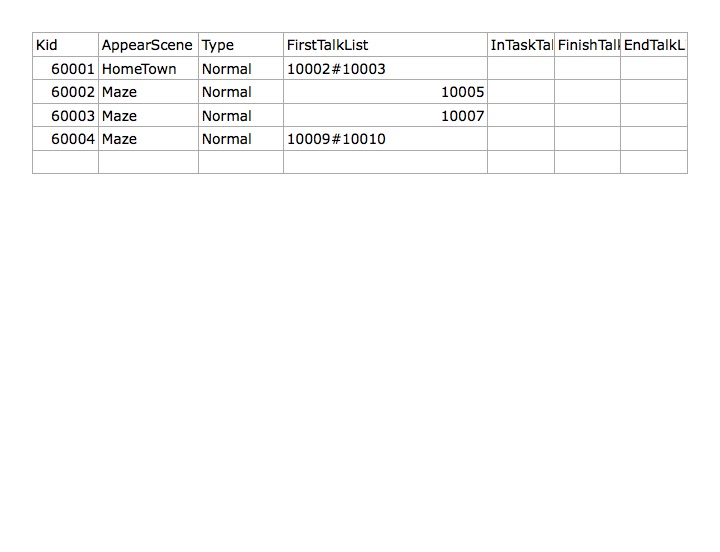 Kid AppearScene Type FirstTalkList InTaskTal FinishTall EndTalkL
60001 HomeTown Normal 10002#10003
60002 Maze Normal 10005
60003 Maze Normal 10007
60004 Maze Normal 10009#10010